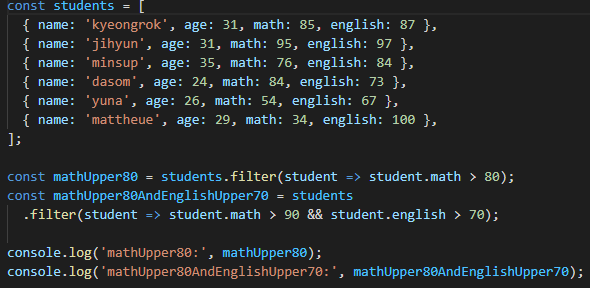 const students = [
  { name: 'kyeongrok', age: 31, math: 85, english: 87 },
  { name: 'jihyun', age: 31, math: 95, english: 97 },
  { name: 'minsup', age: 35, math: 76, english: 84 },
  { name: 'dasom', age: 24, math: 84, english: 73 },
  { name: 'yuna', age: 26, math: 54, english: 67 },
  { name: 'mattheue', age: 29, math: 34, english: 100 },
];

const mathUpper80 = students.filter(student => student.math > 80);
const mathUpper80AndEnglishUpper70 = students
  .filter(student => student.math > 90 && student.english > 70);

console.log('mathUpper80:', mathUpper80);
console.log('mathUpper80AndEnglishUpper70:', mathUpper80AndEnglishUpper70);